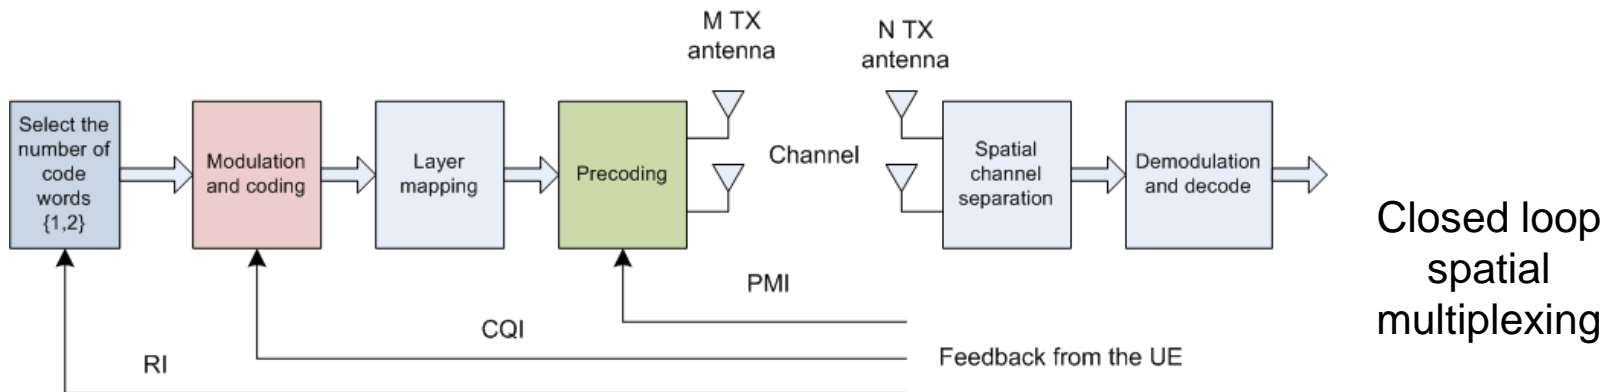 M TX
antenna
N TX
antenna
Select the
number of
code
words
{1,2}
Modulation
and coding
Layer
mapping
Precoding
Channel
Spatial
channel
separation
Demodulation
and decode
Closed loop
spatial
multiplexing
PMI
CQI
RI
Feedback from the UE